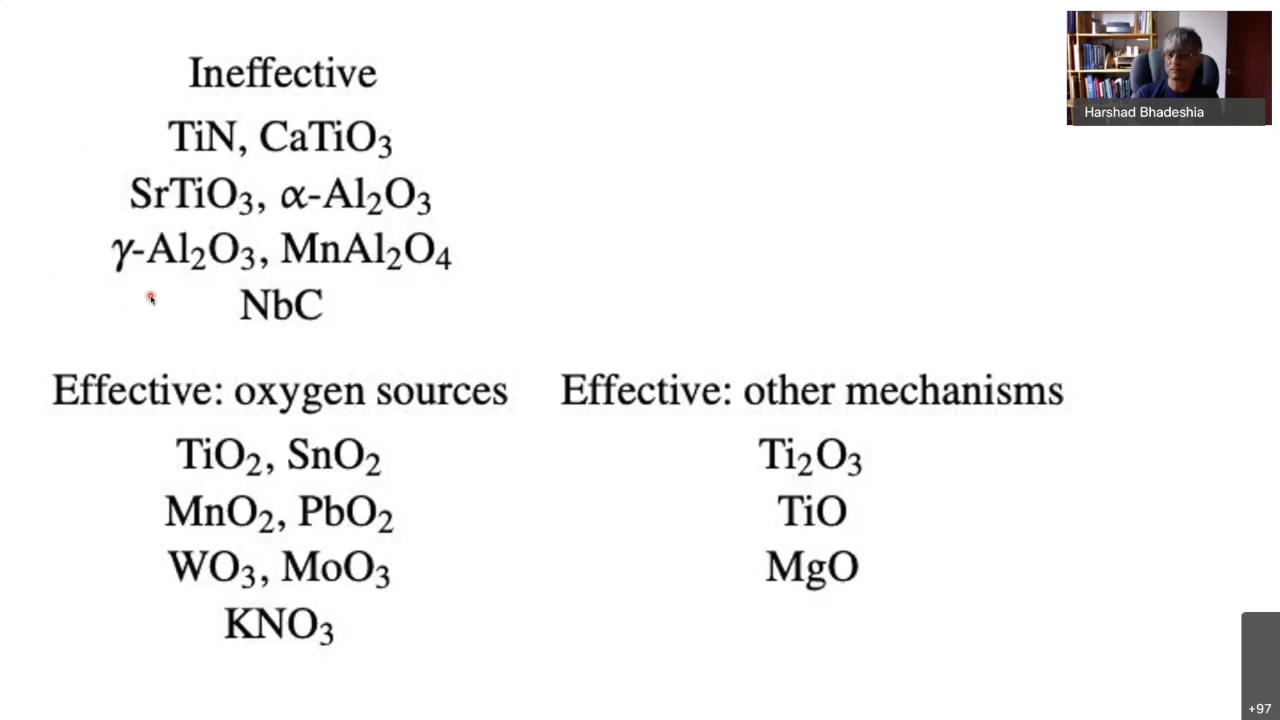 Ineffective
TiN, CaTiO₃
SrTiO₃, α-Al₂O₃
γ-Al₂O₃, MnAl₂O₄
NbC
Effective: oxygen sources
TiO₂, SnO₂
MnO₂, PbO₂
WO₃, MoO₃
KNO₃
Effective: other mechanisms
Ti₂O₃
TiO
MgO
Harshad Bhadeshia
+97